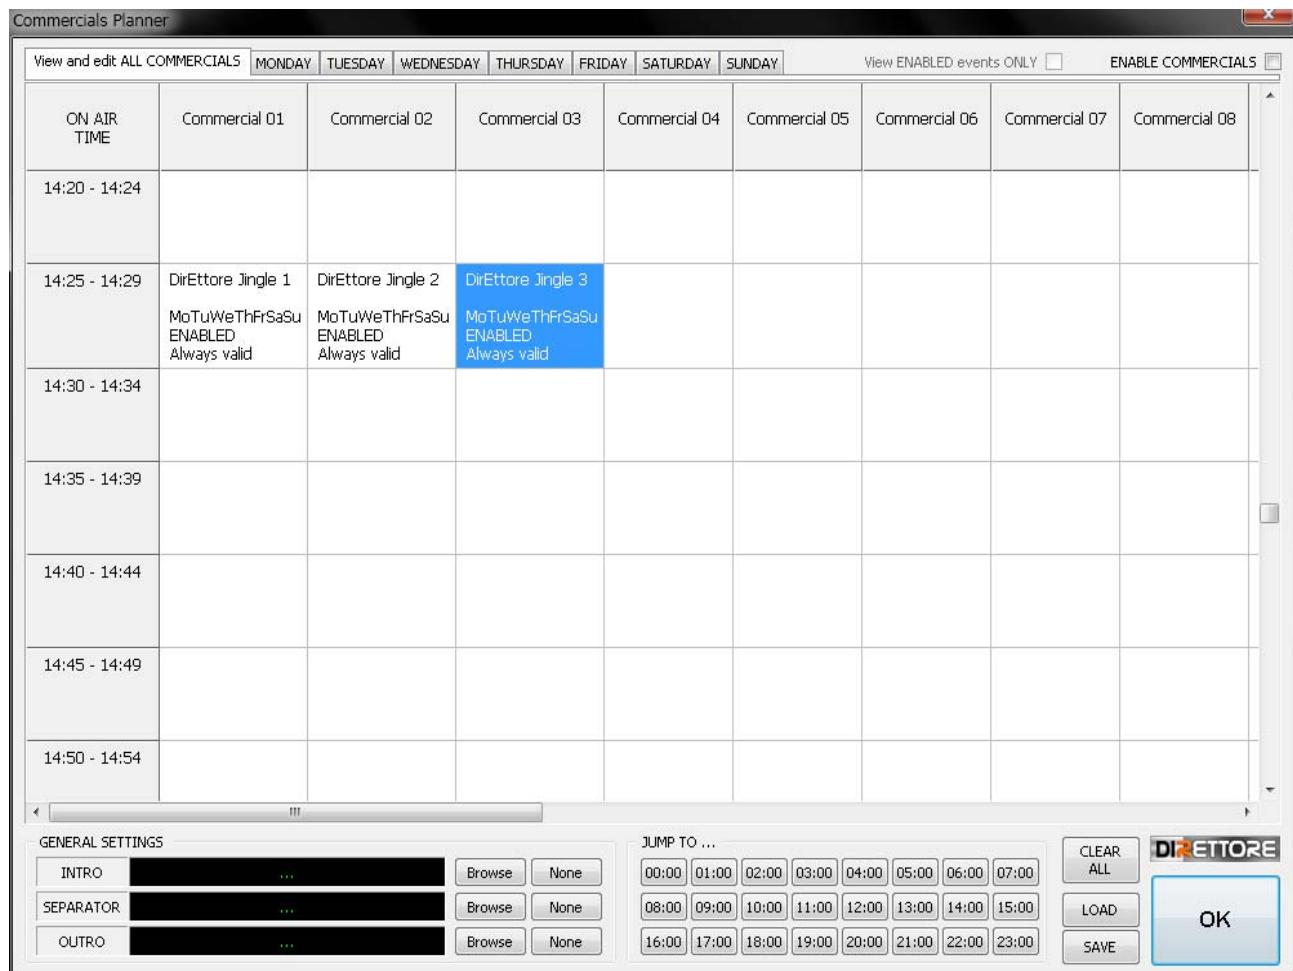 Commercials Planner
View and edit ALL COMMERCIALS MONDAY TUESDAY WEDNESDAY THURSDAY FRIDAY SATURDAY SUNDAY View ENABLED events ONLY ENABLE COMMERCIALS
ON AIR TIME Commercial 01 Commercial 02 Commercial 03 Commercial 04 Commercial 05 Commercial 06 Commercial 07 Commercial 08
14:20 - 14:24
14:25 - 14:29 DirEttore Jingle 1 DirEttore Jingle 2 DirEttore Jingle 3
MoTuWeThFrSaSu MoTuWeThFrSaSu MoTuWeThFrSaSu
ENABLED ENABLED ENABLED
Always valid Always valid Always valid
14:30 - 14:34
14:35 - 14:39
14:40 - 14:44
14:45 - 14:49
14:50 - 14:54
GENERAL SETTINGS
INTRO ... Browse None
SEPARATOR ... Browse None
OUTRO ... Browse None
JUMP TO ...
00:00 01:00 02:00 03:00 04:00 05:00 06:00 07:00
08:00 09:00 10:00 11:00 12:00 13:00 14:00 15:00
16:00 17:00 18:00 19:00 20:00 21:00 22:00 23:00
CLEAR
ALL
LOAD
SAVE
DIRETTORE
OK